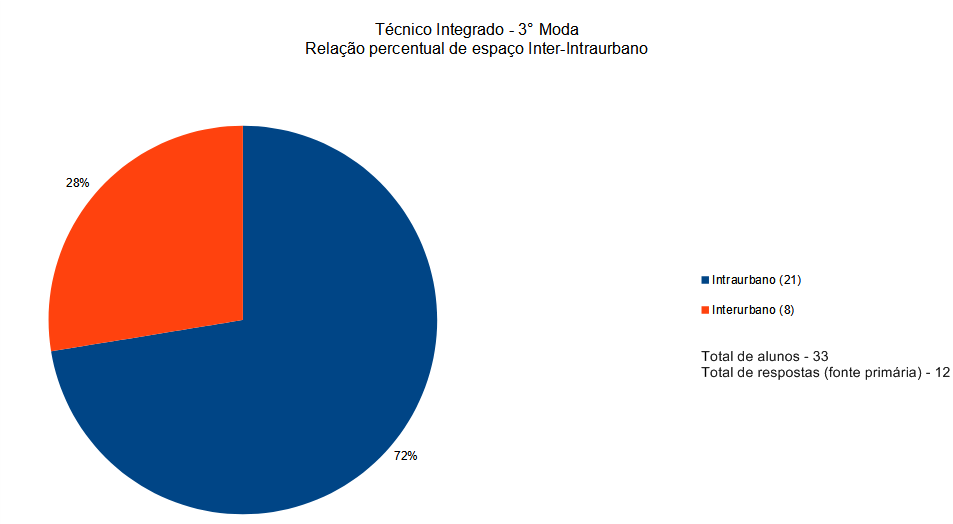 Técnico Integrado - 3° Moda
Relação percentual de espaço Inter-Intraurbano
28%
72%
Intraurbano (21)
Interurbano (8)
Total de alunos - 33
Total de respostas (fonte primária) - 12